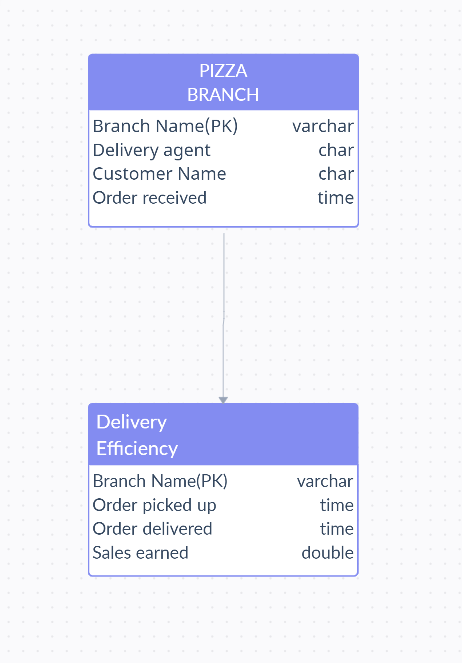 PIZZA
BRANCH
Branch Name(PK) varchar
Delivery agent char
Customer Name char
Order received time
Delivery
Efficiency
Branch Name(PK) varchar
Order picked up time
Order delivered time
Sales earned double